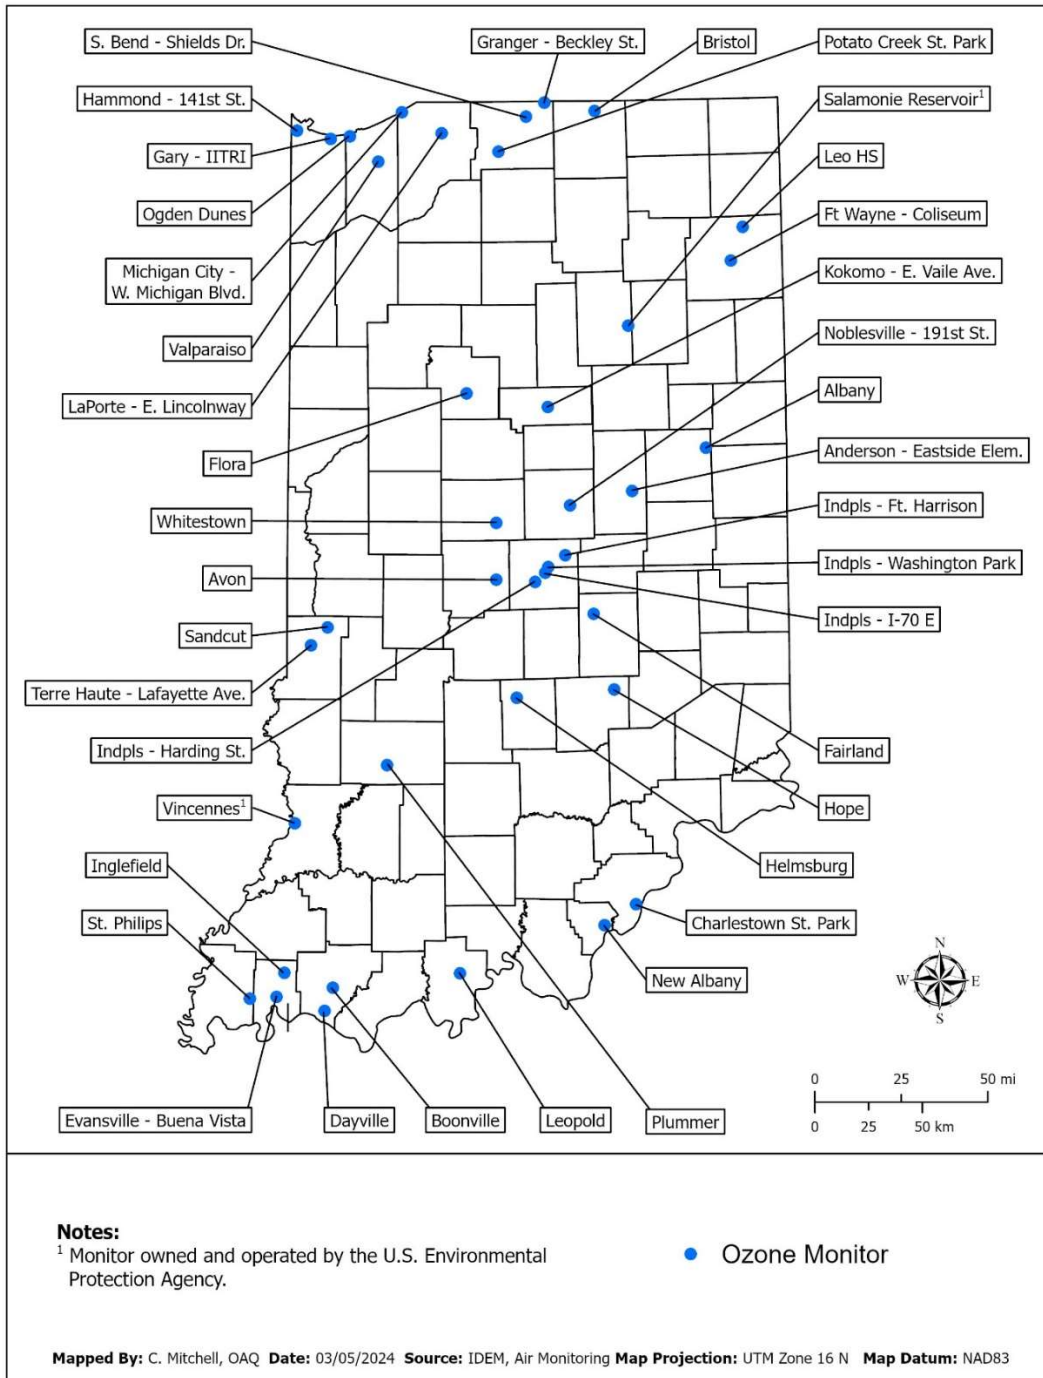 S. Bend - Shields Dr.
Granger - Beckley St.
Bristol
Potato Creek St. Park
Hammond - 141st St.
Salamonie Reservoir¹
Gary - IITRI
Leo HS
Ogden Dunes
Ft Wayne - Coliseum
Michigan City -
W. Michigan Blvd.
Kokomo - E. Vaile Ave.
Valparaiso
Noblesville - 191st St.
LaPorte - E. Lincolnway
Albany
Flora
Anderson - Eastside Elem.
Whitestown
Indpls - Ft. Harrison
Avon
Indpls - Washington Park
Sandcut
Indpls - I-70 E
Terre Haute - Lafayette Ave.
Indpls - Harding St.
Fairland
Vincennes¹
Hope
Inglefield
Helmsburg
St. Philips
Charlestown St. Park
New Albany
N
W E
S
Evansville - Buena Vista
Dayville
Boonville
Leopold
Plummer
0 25 50 mi
0 25 50 km
Notes:
¹ Monitor owned and operated by the U.S. Environmental
Protection Agency.
Ozone Monitor
Mapped By: C. Mitchell, OAQ Date: 03/05/2024 Source: IDEM, Air Monitoring Map Projection: UTM Zone 16 N Map Datum: NAD83